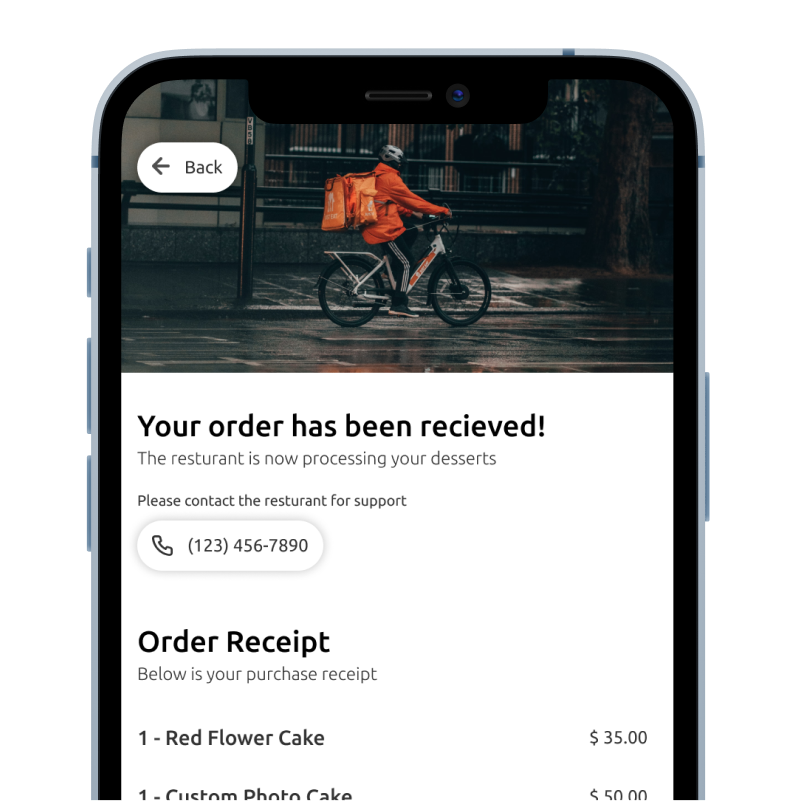 Back
Your order has been recieved!
The resturant is now processing your desserts
Please contact the resturant for support
(123) 456-7890
Order Receipt
Below is your purchase receipt
1 - Red Flower Cake $ 35.00
1 - Custom Photo Cake $ 50.00